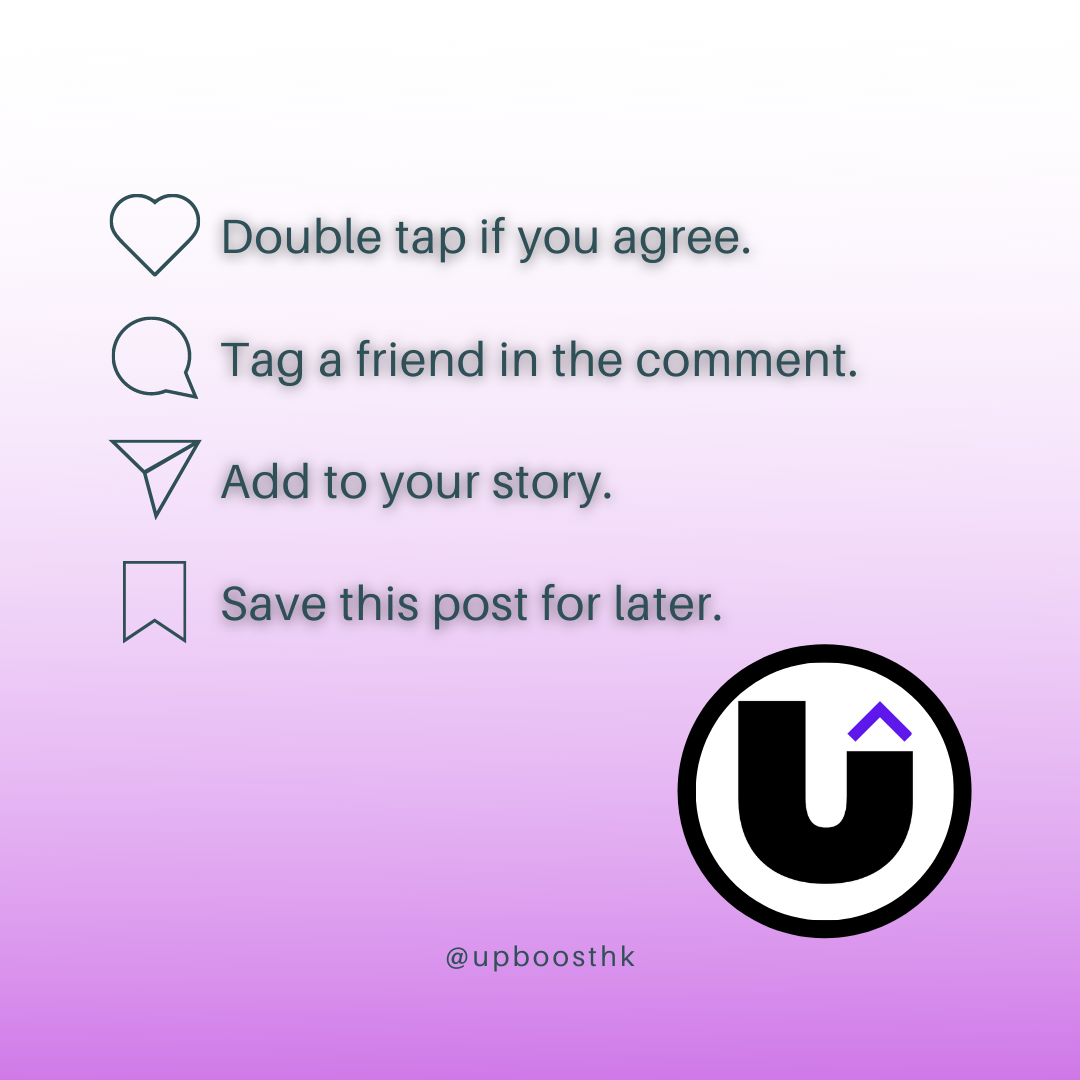 Double tap if you agree.
Tag a friend in the comment.
Add to your story.
Save this post for later.
U
@upboosthk